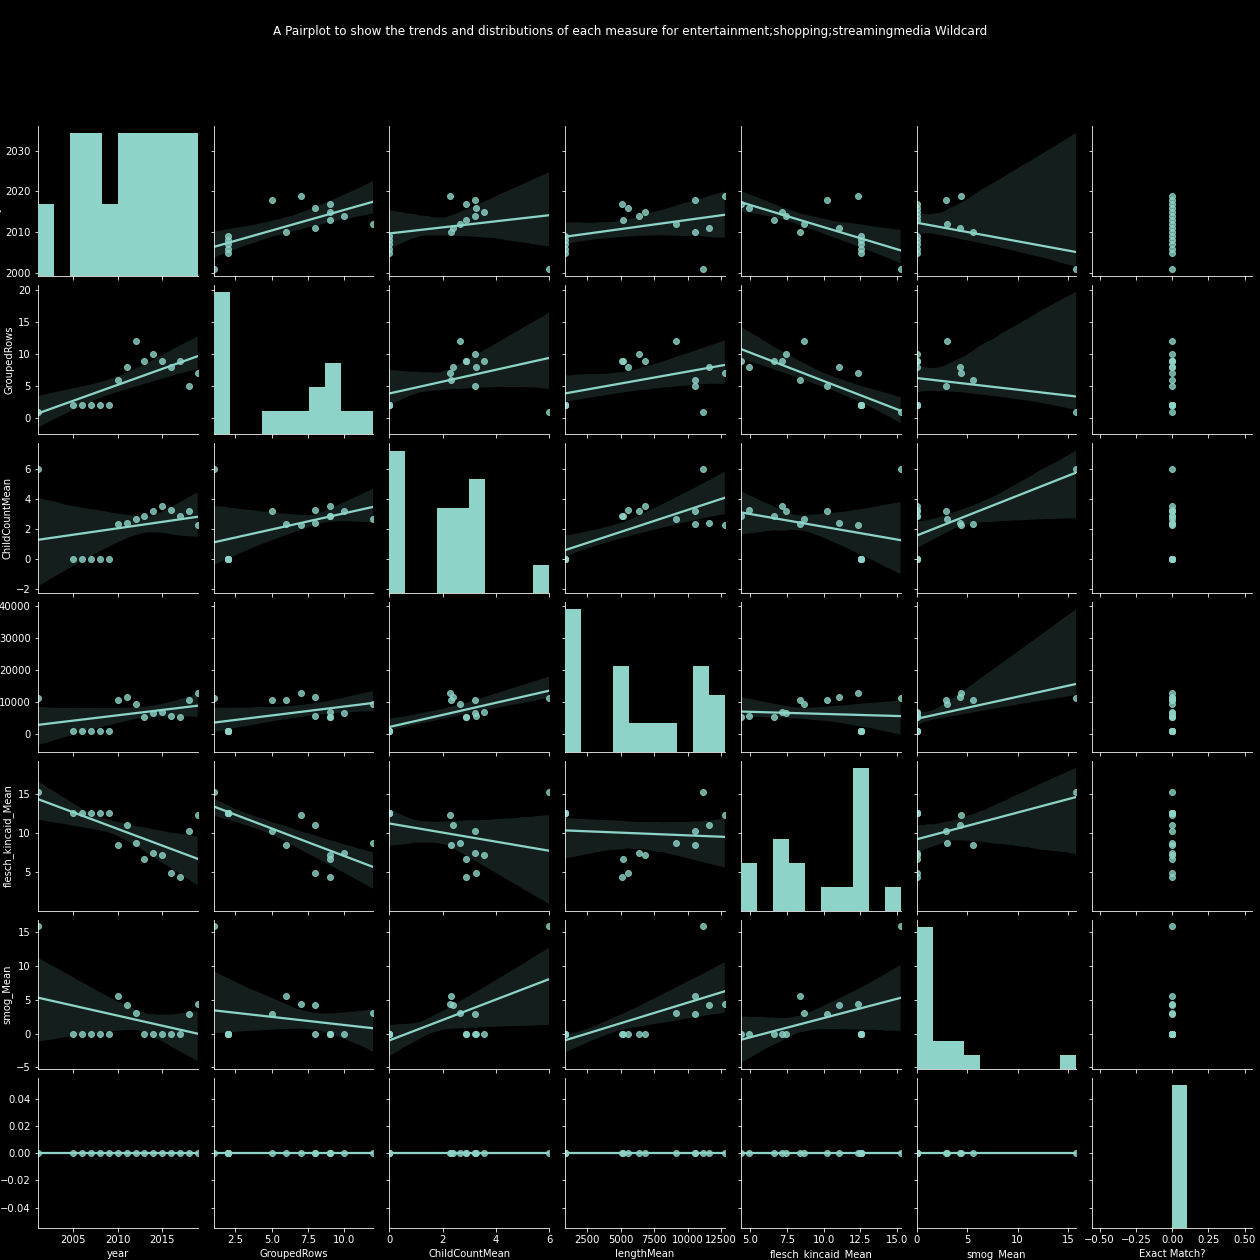 A Pairplot to show the trends and distributions of each measure for entertainment;shopping;streamingmedia Wildcard
2030
2020
2010
2000
20
15
10
5
0
GroupedRows
6
4
2
0
−2
ChildCountMean
40000
30000
20000
10000
0
lengthMean
15
10
5
flesch_kincaid_Mean
15
10
5
0
−5
smog_Mean
0.04
0.02
0.00
−0.02
−0.04
2005 2010 2015
year
2.5 5.0 7.5 10.0
GroupedRows
0 2 4 6
ChildCountMean
2500 5000 7500 10000 12500
lengthMean
5.0 7.5 10.0 12.5 15.0
flesch_kincaid_Mean
0 5 10 15
smog_Mean
−0.50 −0.25 0.00 0.25 0.50
Exact Match?